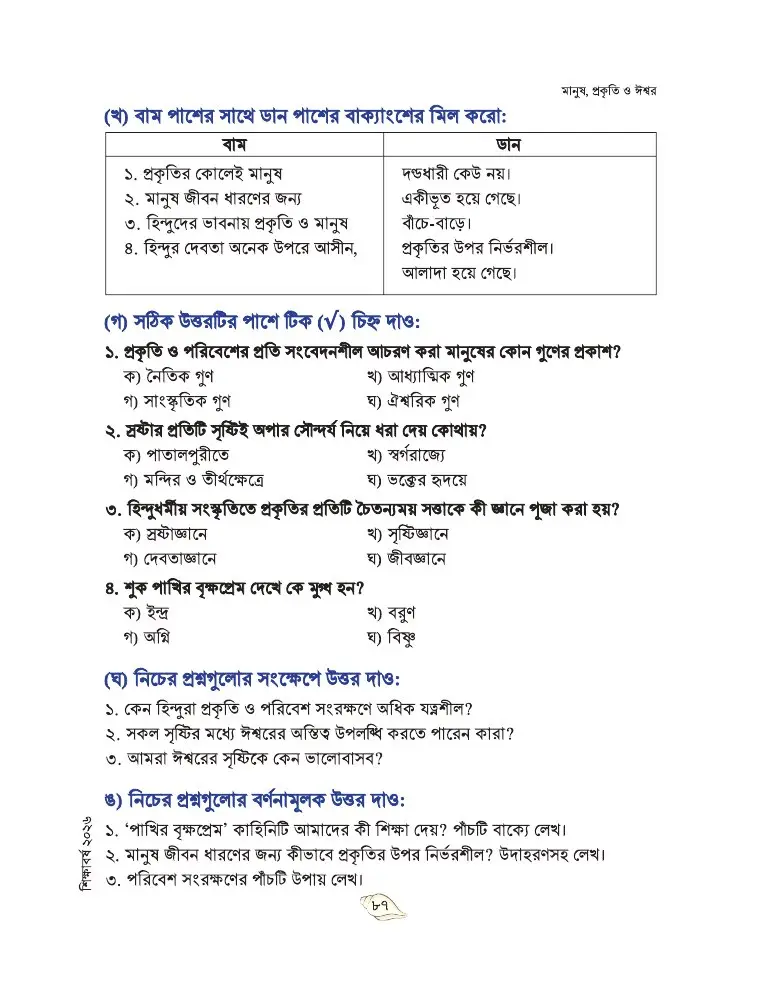 মানুষ, প্রকৃতি ও ঈশ্বর
(খ) বাম পাশের সাথে ডান পাশের বাক্যাংশের মিল করো:
বাম ডান
১. প্রকৃতির কোলেই মানুষ দণ্ডধারী কেউ নয়।
২. মানুষ জীবন ধারণের জন্য একীভূত হয়ে গেছে।
৩. হিন্দুদের ভাবনায় প্রকৃতি ও মানুষ বাঁচে-বাড়ে।
৪. হিন্দুর দেবতা অনেক উপরে আসীন, প্রকৃতির উপর নির্ভরশীল।
আলাদা হয়ে গেছে।
(গ) সঠিক উত্তরটির পাশে টিক (√) চিহ্ন দাও:
১. প্রকৃতি ও পরিবেশের প্রতি সংবেদনশীল আচরণ করা মানুষের কোন গুণের প্রকাশ?
ক) নৈতিক গুণ খ) আধ্যাত্মিক গুণ
গ) সাংস্কৃতিক গুণ ঘ) ঐশ্বরিক গুণ
২. স্রষ্টার প্রতিটি সৃষ্টিই অপার সৌন্দর্য নিয়ে ধরা দেয় কোথায়?
ক) পাতালপুরীতে খ) স্বর্গরাজ্যে
গ) মন্দির ও তীর্থক্ষেত্রে ঘ) ভক্তের হৃদয়ে
৩. হিন্দুধর্মীয় সংস্কৃতিতে প্রকৃতির প্রতিটি চৈতন্যময় সত্তাকে কী জ্ঞানে পূজা করা হয়?
ক) স্রষ্টাজ্ঞানে খ) সৃষ্টিজ্ঞানে
গ) দেবতাজ্ঞানে ঘ) জীবজ্ঞানে
৪. শুক পাখির বৃক্ষপ্রেম দেখে কে মুগ্ধ হন?
ক) ইন্দ্র খ) বরুণ
গ) অগ্নি ঘ) বিষ্ণু
(ঘ) নিচের প্রশ্নগুলোর সংক্ষেপে উত্তর দাও:
১. কেন হিন্দুরা প্রকৃতি ও পরিবেশ সংরক্ষণে অধিক যত্নশীল?
২. সকল সৃষ্টির মধ্যে ঈশ্বরের অস্তিত্ব উপলব্ধি করতে পারেন কারা?
৩. আমরা ঈশ্বরের সৃষ্টিকে কেন ভালোবাসব?
ঙ) নিচের প্রশ্নগুলোর বর্ণনামূলক উত্তর দাও:
১. ‘পাখির বৃক্ষপ্রেম’ কাহিনিটি আমাদের কী শিক্ষা দেয়? পাঁচটি বাক্যে লেখ।
২. মানুষ জীবন ধারণের জন্য কীভাবে প্রকৃতির উপর নির্ভরশীল? উদাহরণসহ লেখ।
৩. পরিবেশ সংরক্ষণের পাঁচটি উপায় লেখ।
শিক্ষাবর্ষ ২০২৬
৮৭